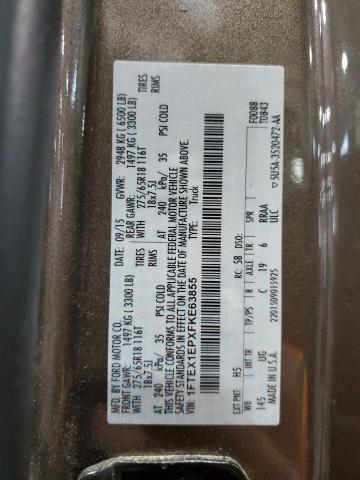 MFD. BY FORD MOTOR CO.
DATE: 09/15 GVWR: 2948 KG ( 6500 LB)
FRONT GAWR: 1497 KG ( 3300 LB) REAR GAWR: 1497 KG ( 3300 LB)
275/65R18 116T WITH 275/65R18 116T TIRES
18x7.5J 18x7.5J RIMS
AT 240 kPa/ 35 PSI COLD AT 240 kPa/ 35 PSI COLD
THIS VEHICLE CONFORMS TO ALL APPLICABLE FEDERAL MOTOR VEHICLE
SAFETY STANDARDS IN EFFECT ON THE DATE OF MANUFACTURE SHOWN ABOVE.
VIN: 1FTEX1EPXFKE63855
TYPE: Truck
F0088
T0843
EXT PNT: H5 RC: 58 DSO:
WB INT TR TP/PS R AXLE TR SPR
145 UG C 19 6 RRAA
MADE IN U.S.A. ULC
2201509015925
5U5A-3520472-AA